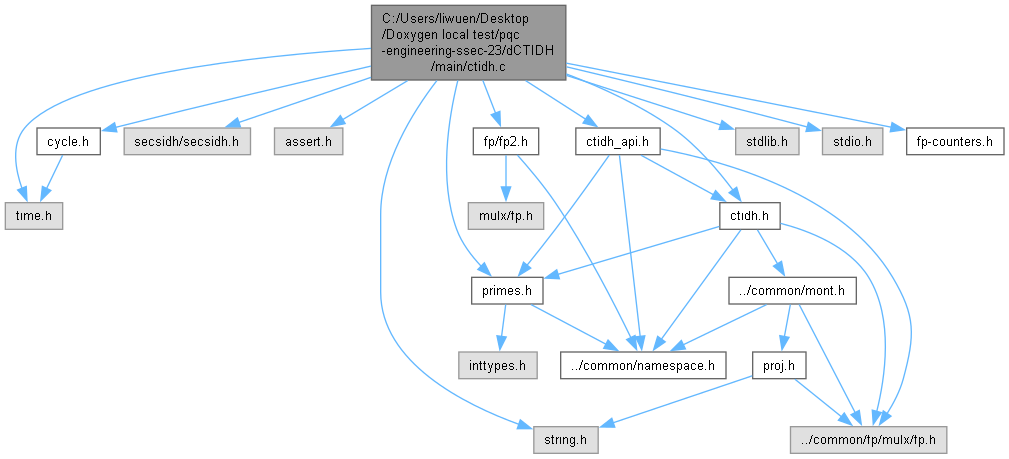 C:/Users/liwuen/Desktop
/Doxygen local test/pqc
-engineering-ssec-23/dCTIDH
/main/ctidh.c
cycle.h
secsidh/secsidh.h
assert.h
fp/fp2.h
ctidh_api.h
stdlib.h
stdio.h
fp-counters.h
time.h
mulx/fp.h
ctidh.h
primes.h
../common/mont.h
inttypes.h
../common/namespace.h
proj.h
string.h
../common/fp/mulx/fp.h